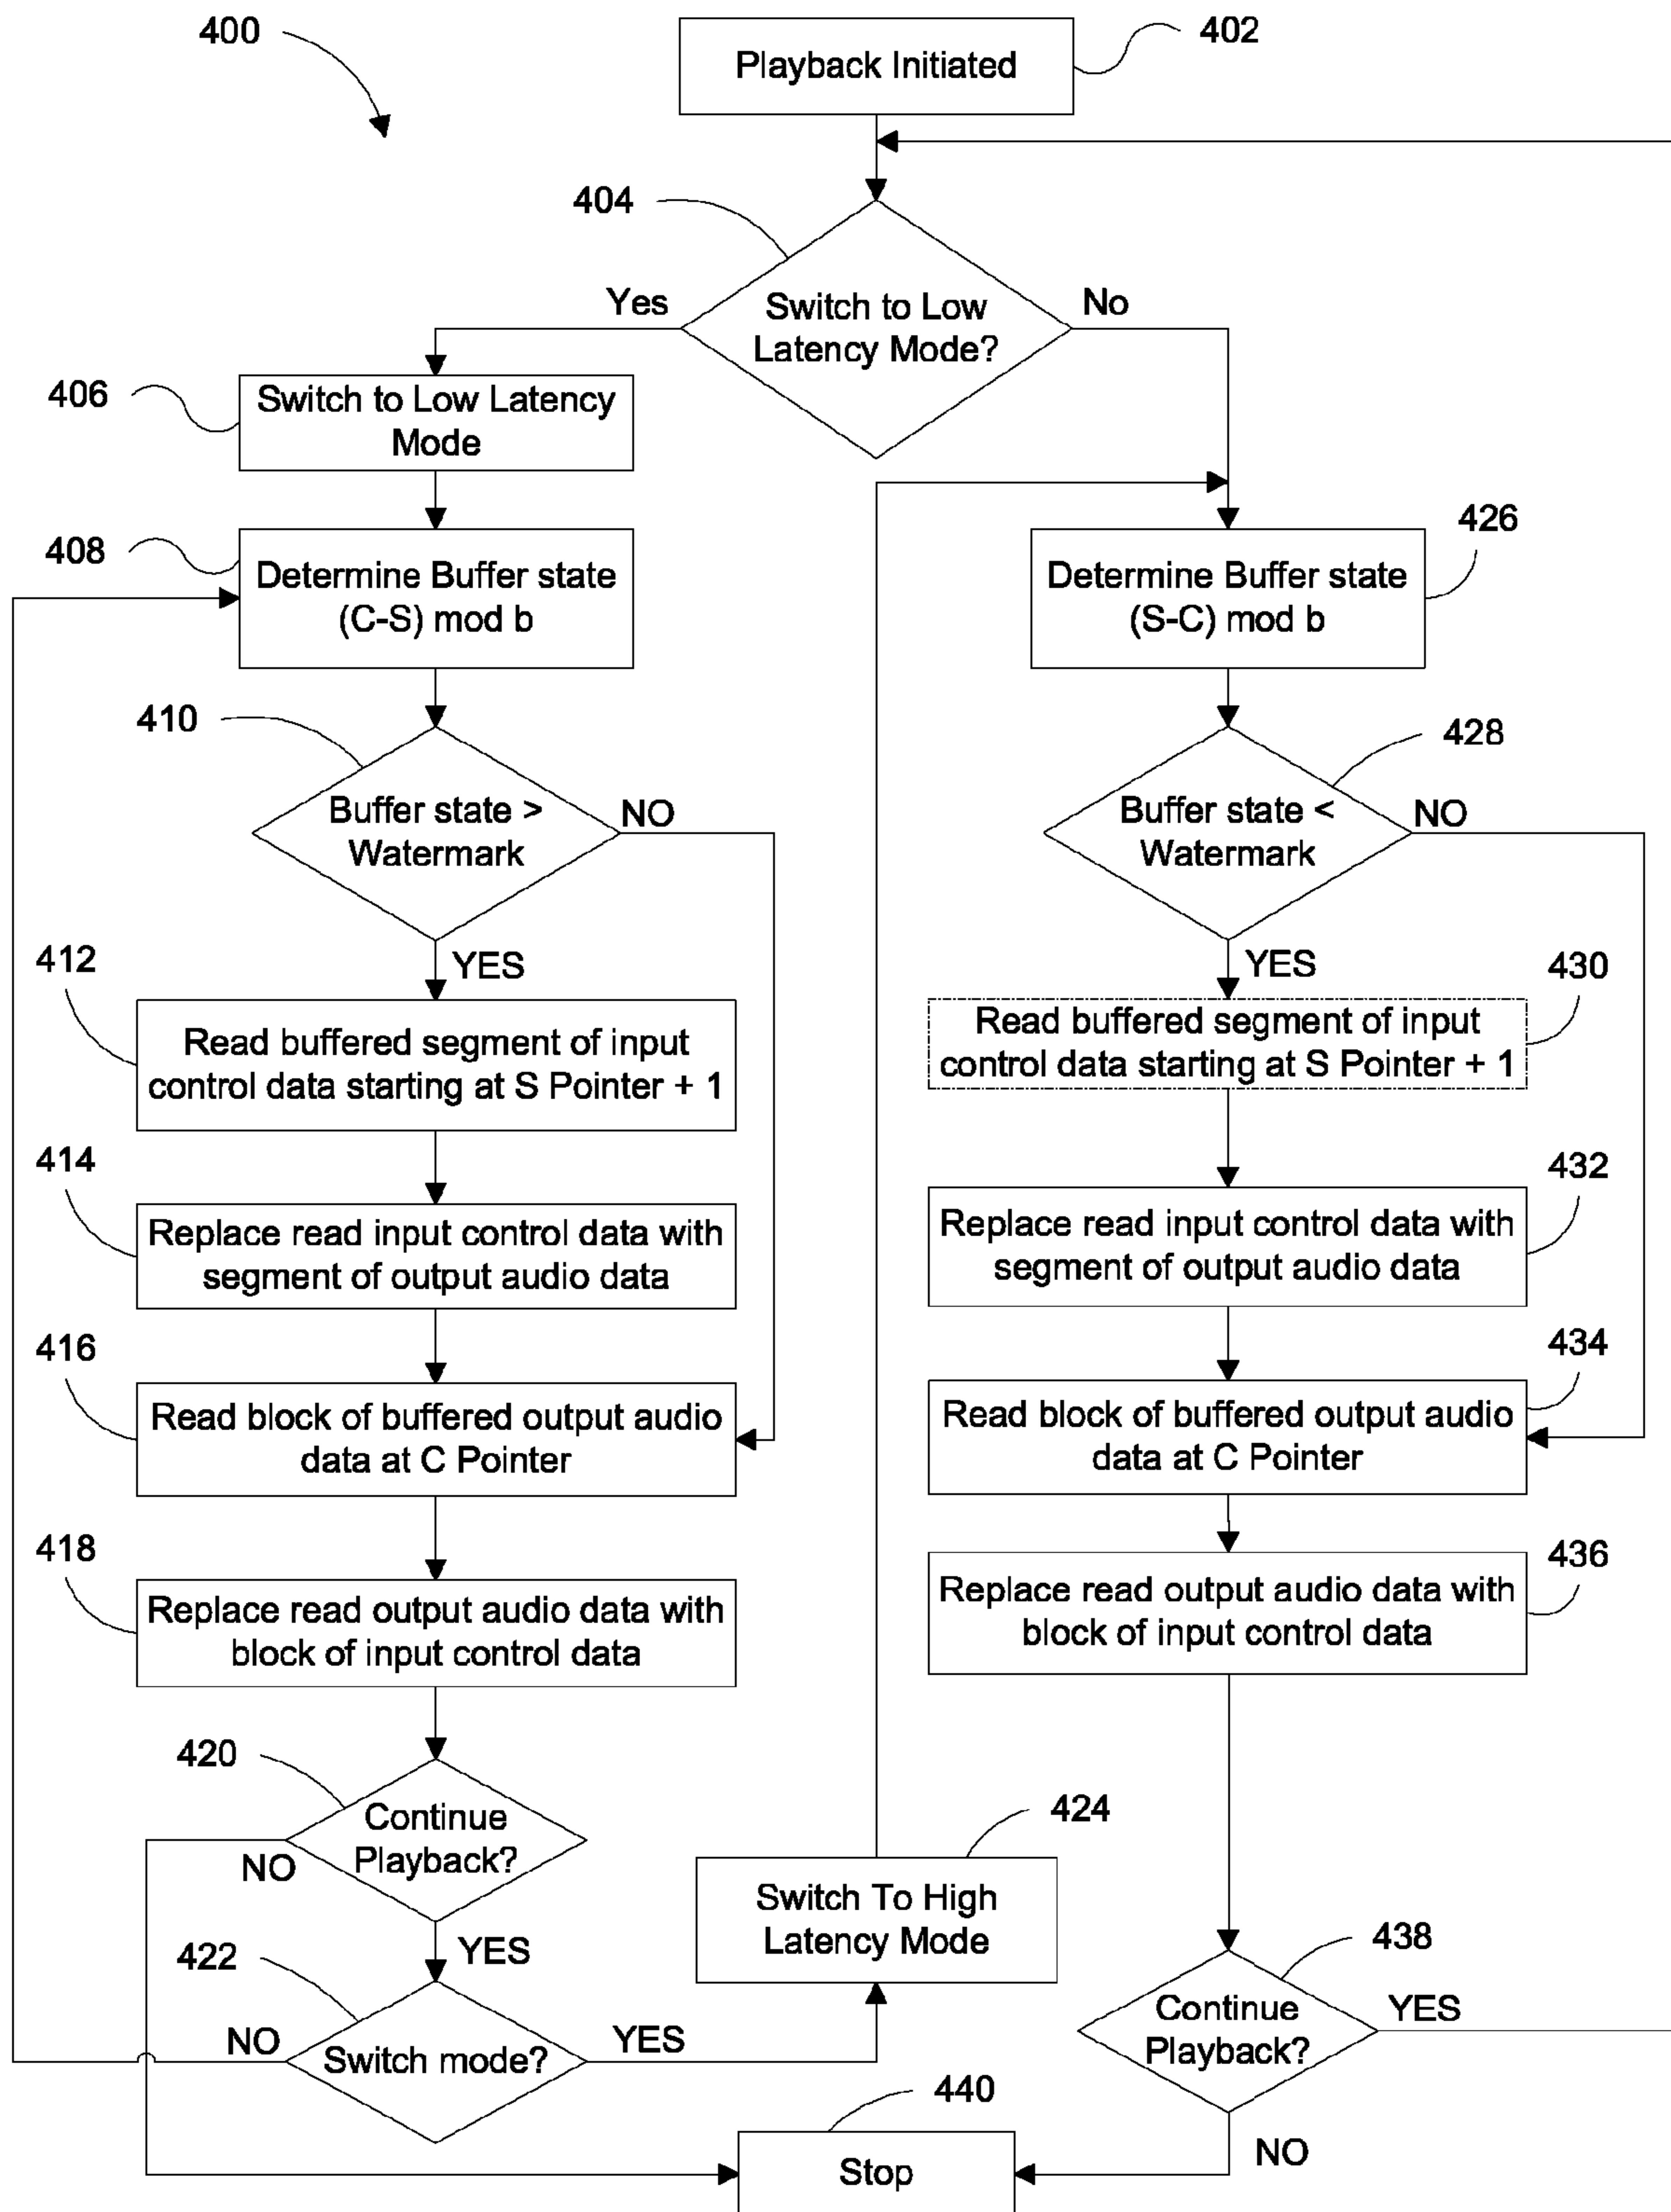 400
402
Playback Initiated
404
Yes
Switch to Low
Latency Mode?
No
406
Switch to Low Latency
Mode
408
Determine Buffer state
(C-S) mod b
426
Determine Buffer state
(S-C) mod b
410
Buffer state >
Watermark
NO
YES
428
Buffer state <
Watermark
NO
YES
412
Read buffered segment of input
control data starting at S Pointer + 1
430
Read buffered segment of input
control data starting at S Pointer + 1
414
Replace read input control data with
segment of output audio data
432
Replace read input control data with
segment of output audio data
416
Read block of buffered output audio
data at C Pointer
434
Read block of buffered output audio
data at C Pointer
418
Replace read output audio data with
block of input control data
436
Replace read output audio data with
block of input control data
420
Continue
Playback?
NO
YES
424
Switch To High
Latency Mode
422
NO
Switch mode?
YES
438
Continue
Playback?
YES
NO
440
Stop